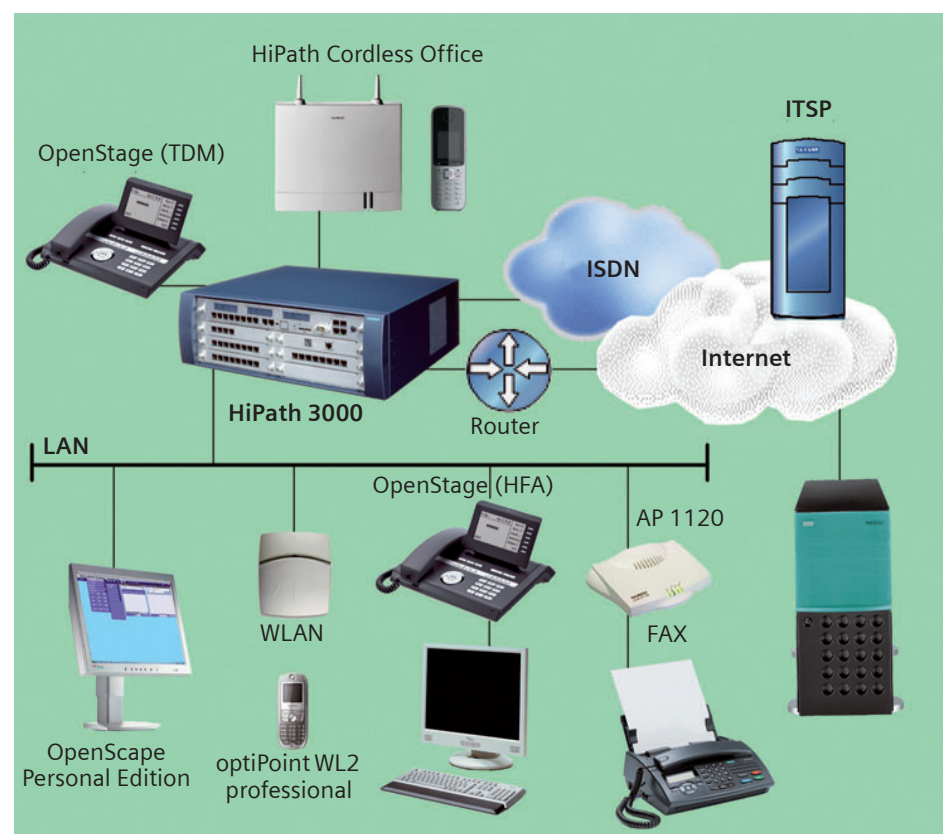 HiPath Cordless Office
ITSP
OpenStage (TDM)
ISDN
Internet
HiPath 3000
Router
LAN
OpenStage (HFA)
AP 1120
WLAN
FAX
OpenScape
Personal Edition
optiPoint WL2
professional